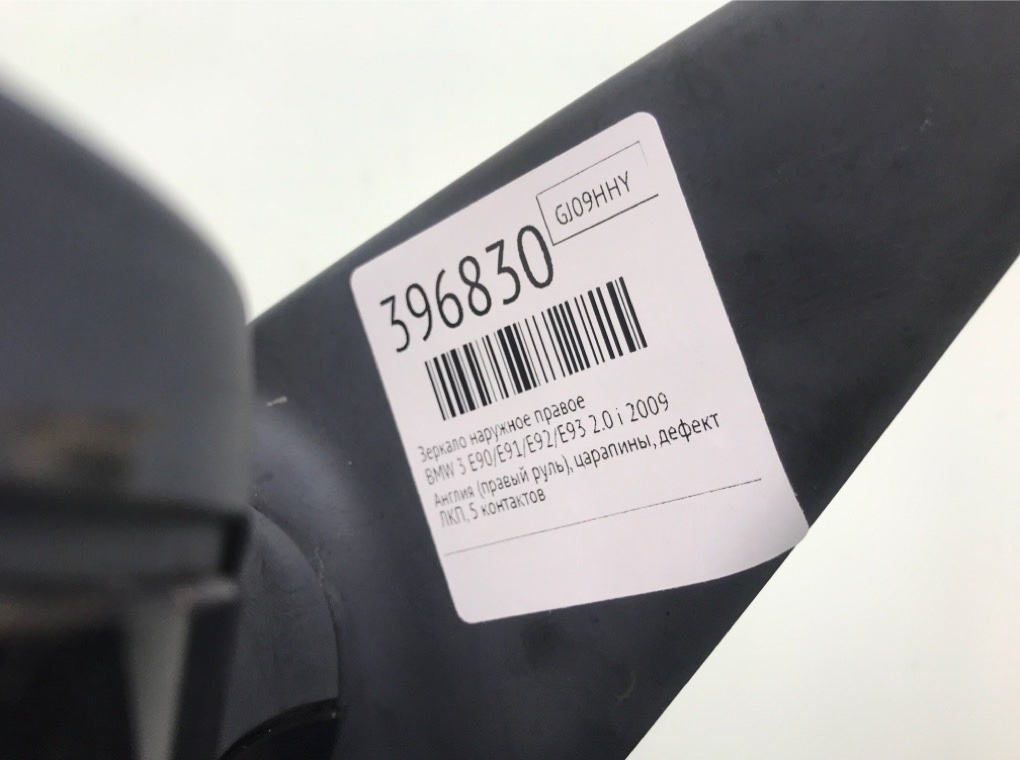 GJ09HHY
396830
Зеркало наружное правое
BMW 3 E90/E91/E92/E93 2.0 i 2009
Англия (правый руль), царапины, дефект
ЛКП, 5 контактов